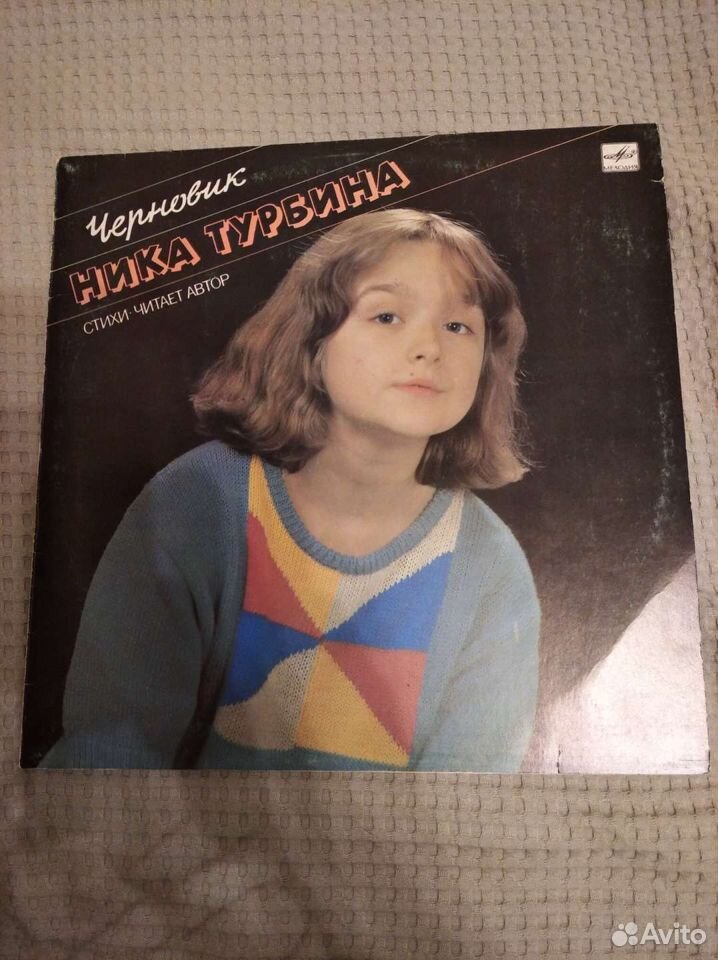 Черновик
НИКА ТУРБИНА
СТИХИ·ЧИТАЕТ АВТОР
МЕЛОДИЯ
Avito